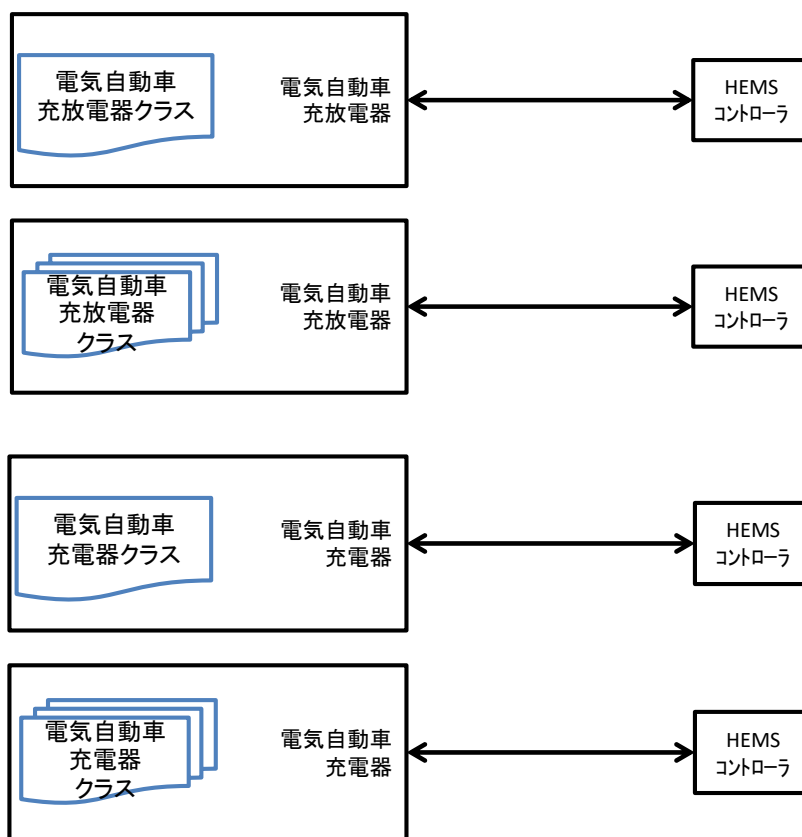 電気自動車
充放電器クラス
電気自動車
充放電器
HEMS
コントローラ
電気自動車
充放電器
クラス
電気自動車
充放電器
HEMS
コントローラ
電気自動車
充電器クラス
電気自動車
充電器
HEMS
コントローラ
電気自動車
充電器
クラス
電気自動車
充電器
HEMS
コントローラ